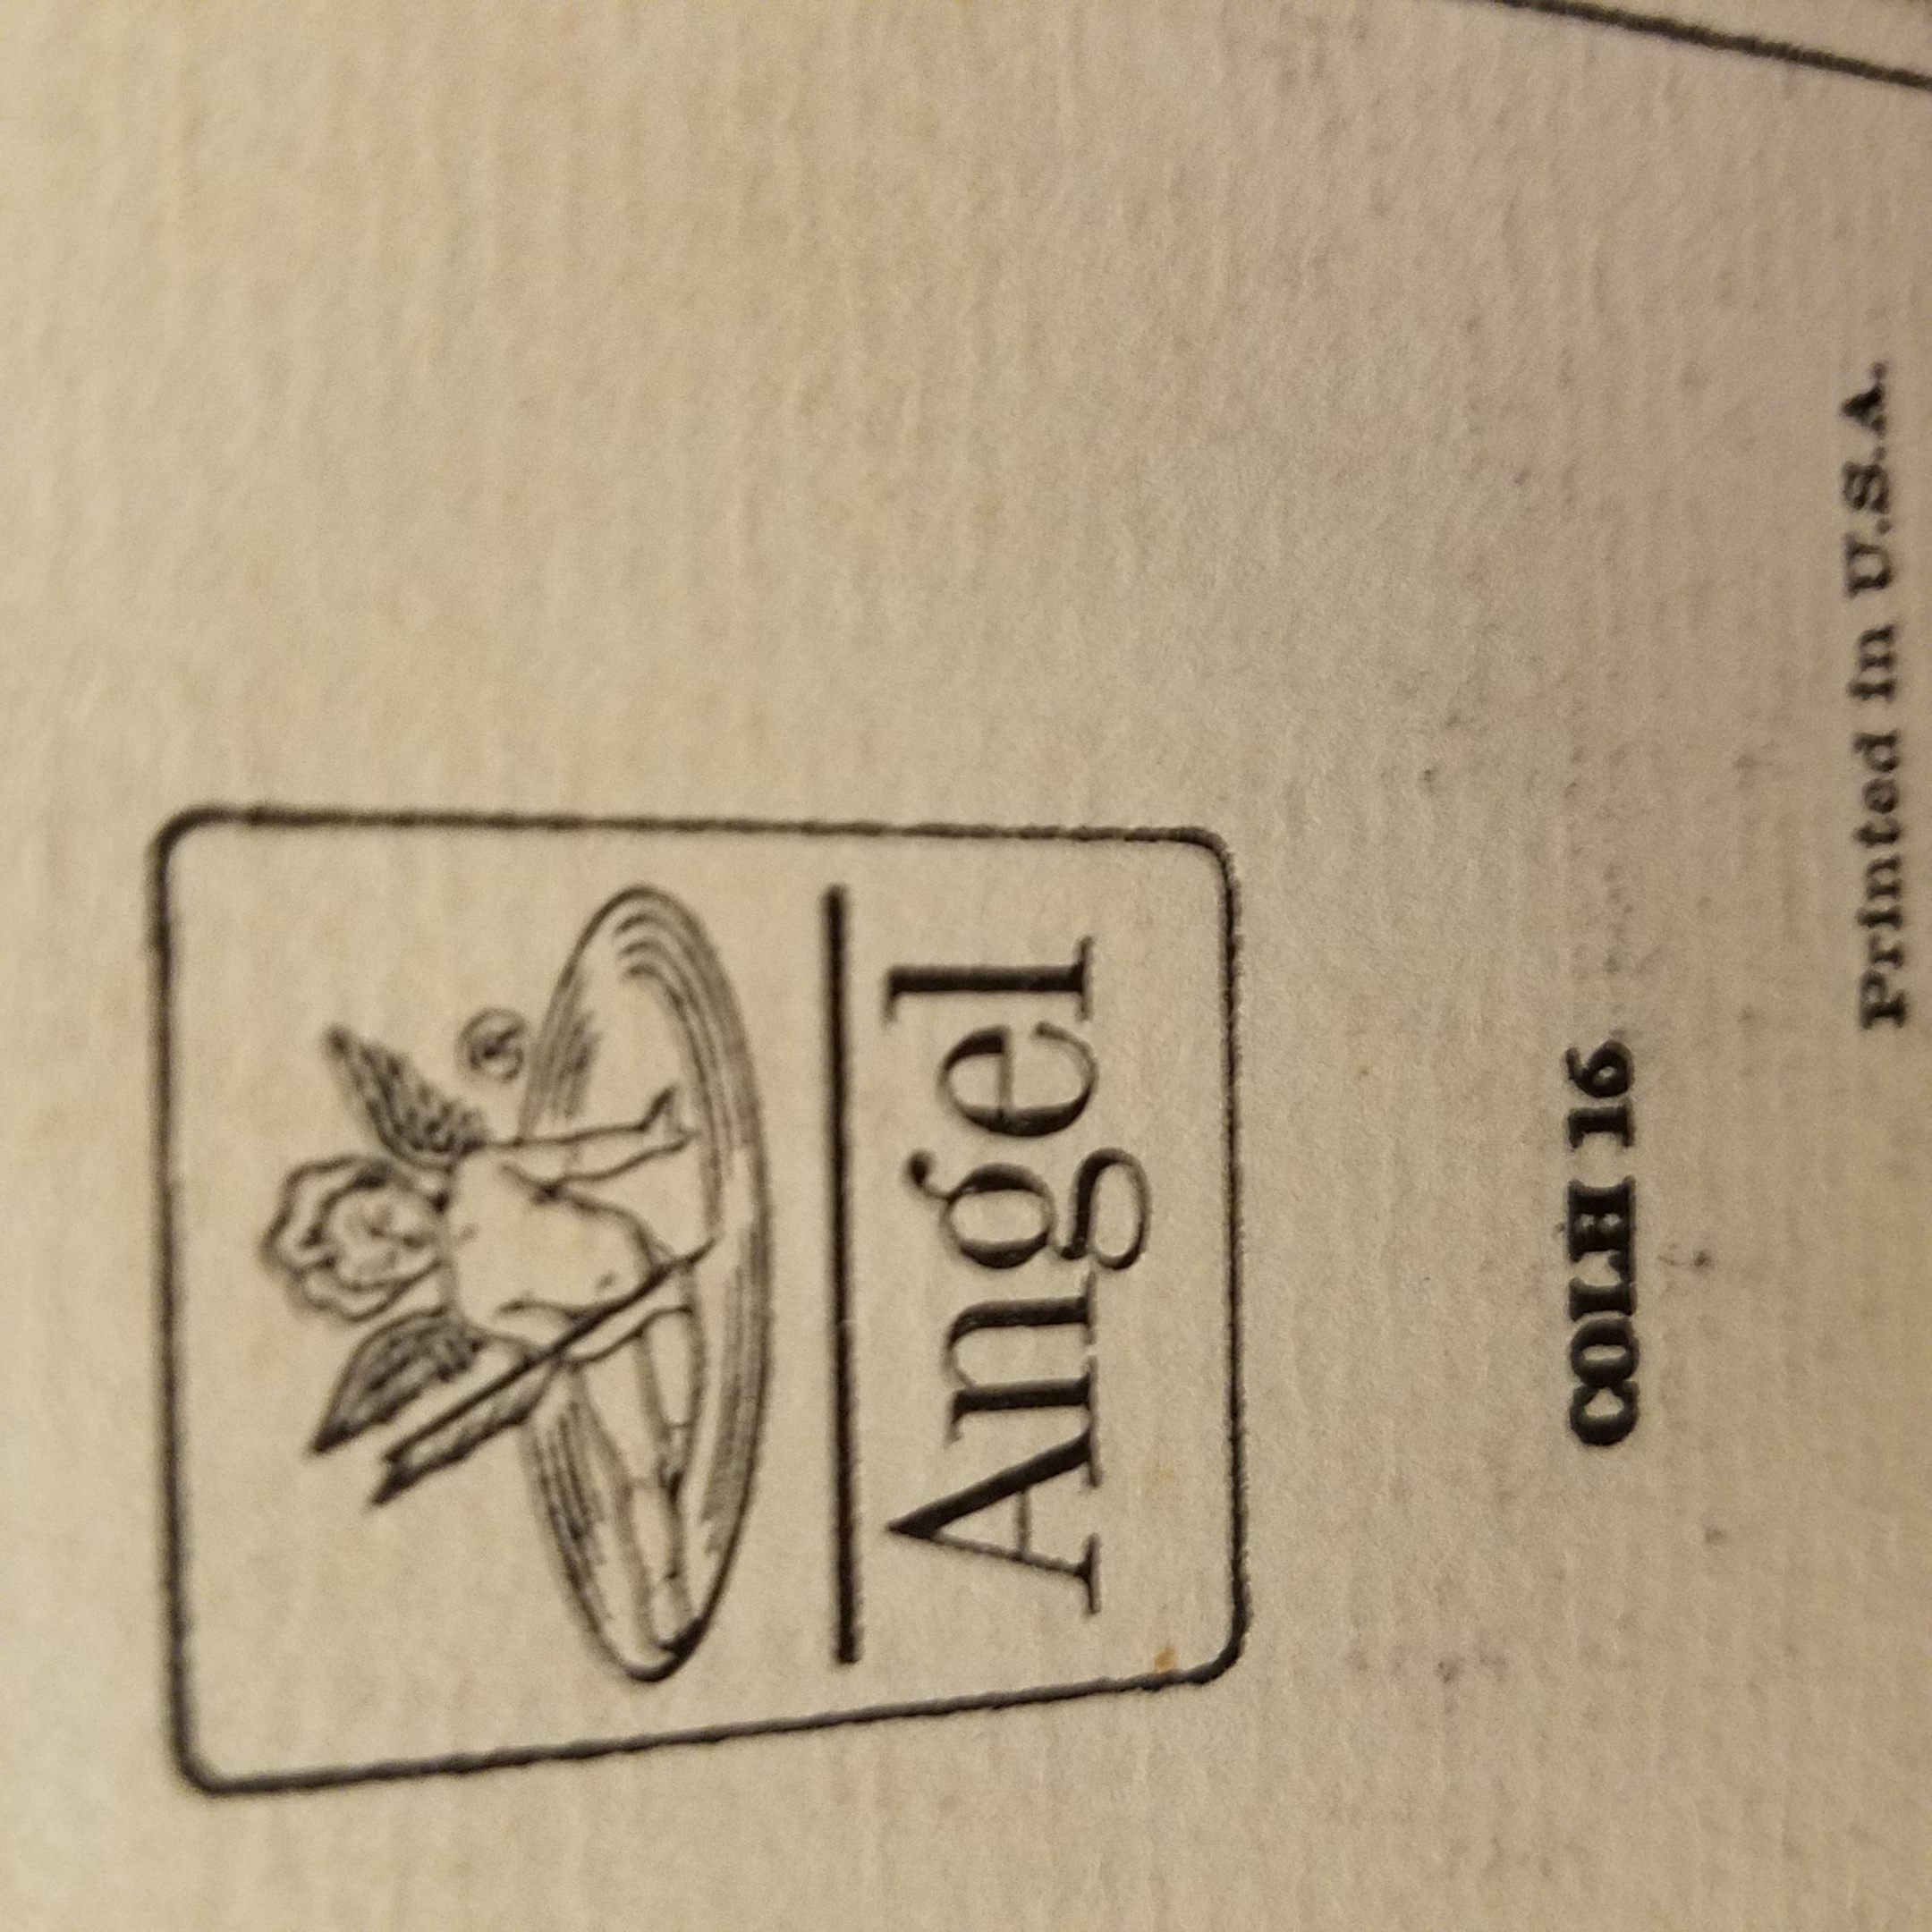 ®
Angel
COLH 16
Printed in U.S.A.